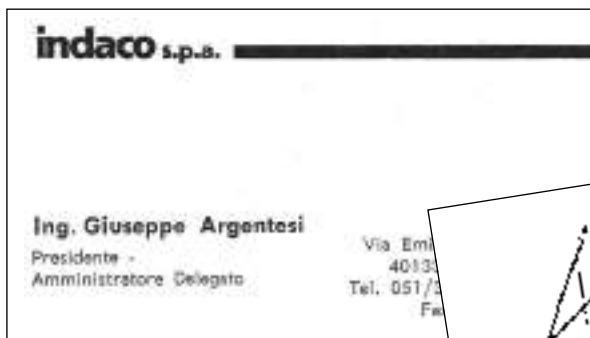 indaco s.p.a.
Ing. Giuseppe Argentesi
Presidente -
Amministratore Delegato
Via
Tel. 051/